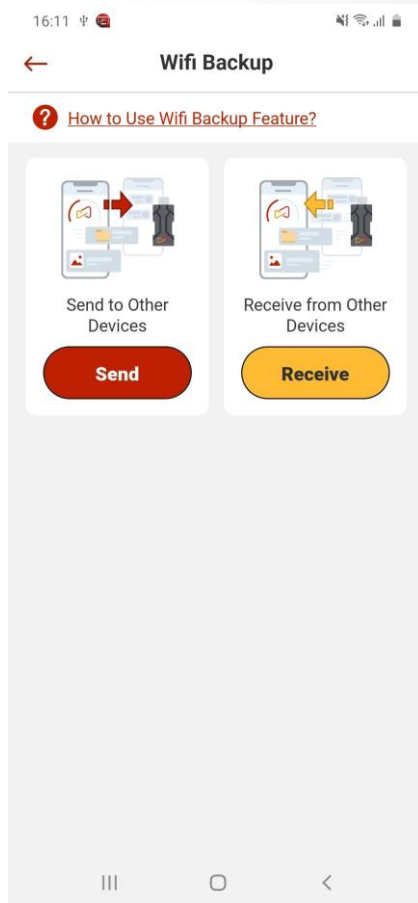 16:11
Wifi Backup
? How to Use Wifi Backup Feature?
Send to Other
Devices
Send
Receive from Other
Devices
Receive